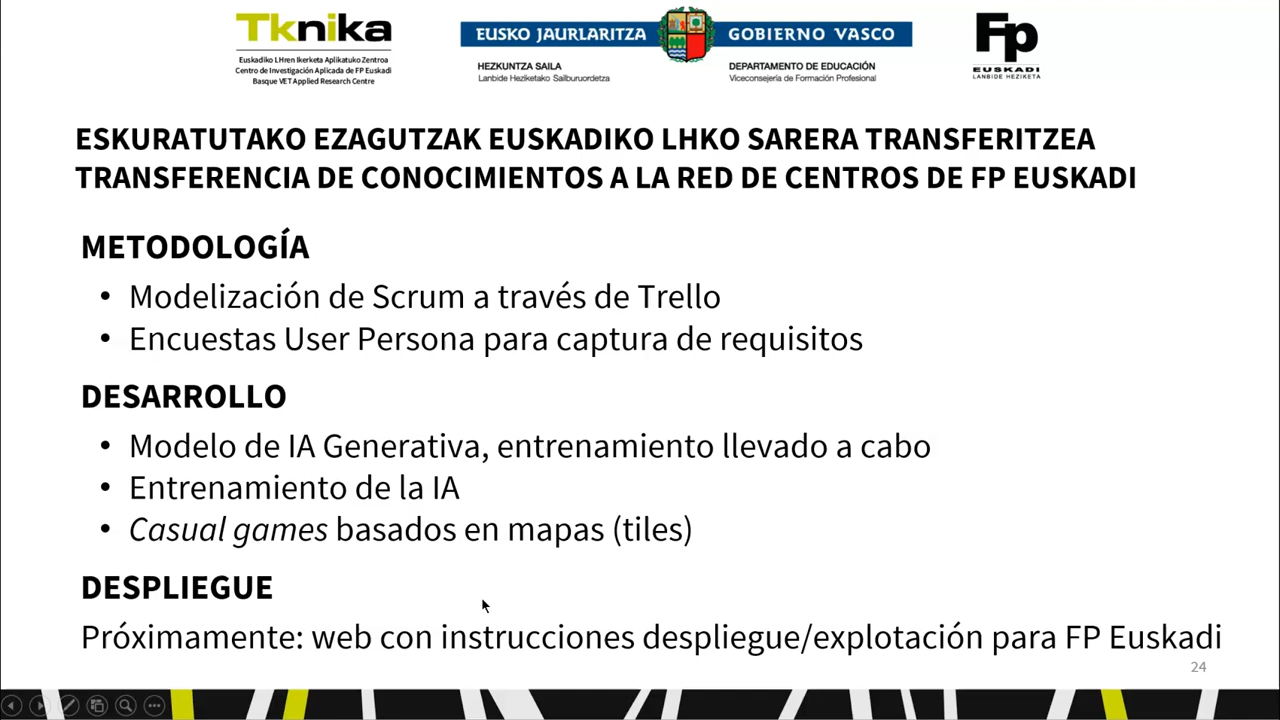 Tknika
Euskadiko LHren Ikerketa Aplikatuko Zentroa
Centro de Investigación Aplicada de FP Euskadi
Basque VET Applied Research Centre
EUSKO JAURLARITZA
GOBIERNO VASCO
HEZKUNTZA SAILA
Lanbide Heziketako Sailburuordetza
DEPARTAMENTO DE EDUCACIÓN
Viceconsejería de Formación Profesional
Fp
EUSKADI
LANBIDE HEZIKETA
ESKURATUTAKO EZAGUTZAK EUSKADIKO LHKO SARERA TRANSFERITZEA
TRANSFERENCIA DE CONOCIMIENTOS A LA RED DE CENTROS DE FP EUSKADI
METODOLOGÍA
• Modelización de Scrum a través de Trello
• Encuestas User Persona para captura de requisitos
DESARROLLO
• Modelo de IA Generativa, entrenamiento llevado a cabo
• Entrenamiento de la IA
• Casual games basados en mapas (tiles)
DESPLIEGUE
Próximamente: web con instrucciones despliegue/explotación para FP Euskadi
24